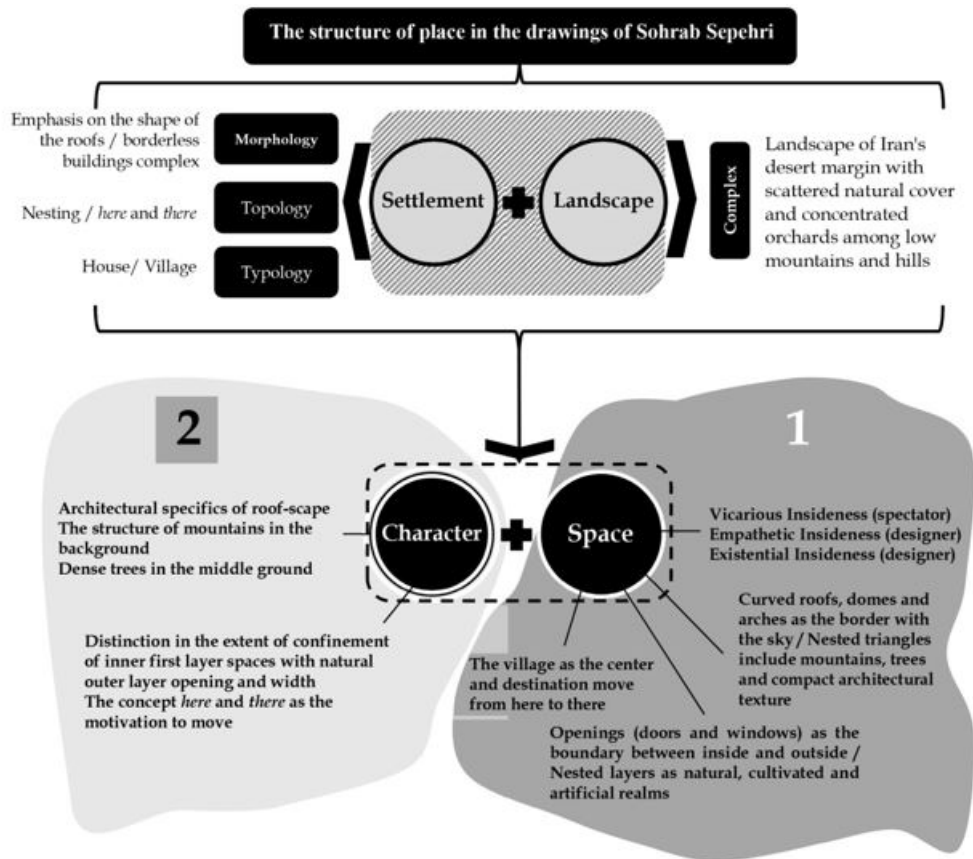 The structure of place in the drawings of Sohrab Sepehri
Emphasis on the shape of
the roofs / borderless
buildings complex
Morphology
Nesting / here and there
Topology
House/ Village
Typology
Settlement
Landscape
Complex
Landscape of Iran's
desert margin with
scattered natural cover
and concentrated
orchards among low
mountains and hills
2
1
Architectural specifics of roof-scape
The structure of mountains in the
background
Dense trees in the middle ground
Character
Space
Vicarious Insideness (spectator)
Empathetic Insideness (designer)
Existential Insideness (designer)
Distinction in the extent of confinement
of inner first layer spaces with natural
outer layer opening and width
The concept here and there as the
motivation to move
The village as the center
and destination move
from here to there
Curved roofs, domes and
arches as the border with
the sky / Nested triangles
include mountains, trees
and compact architectural
texture
Openings (doors and windows) as the
boundary between inside and outside /
Nested layers as natural, cultivated and
artificial realms